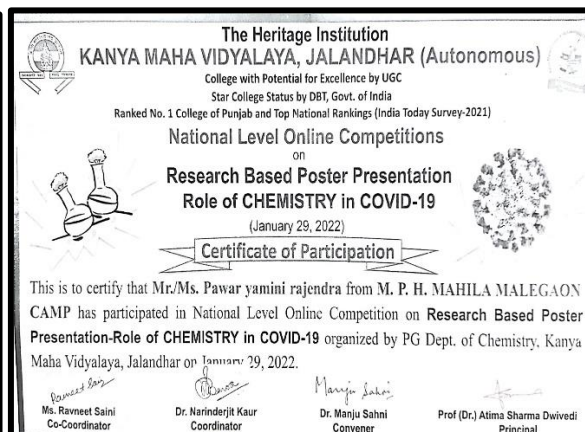 The Heritage Institution
KANYA MAHA VIDYALAYA, JALANDHAR (Autonomous)
College with Potential for Excellence by UGC
Star College Status by DBT, Govt. of India
Ranked No. 1 College of Punjab and Top National Rankings (India Today Survey-2021)
National Level Online Competitions
on
Research Based Poster Presentation
Role of CHEMISTRY in COVID-19
(January 29, 2022)
Certificate of Participation
This is to certify that Mr./Ms. Pawar yamini rajendra from M. P. H. MAHILA MALEGAON
CAMP has participated in National Level Online Competition on Research Based Poster
Presentation-Role of CHEMISTRY in COVID-19 organized by PG Dept. of Chemistry, Kanya
Maha Vidyalaya, Jalandhar on January 29, 2022.
Ravneet Saini
Manju Sahni
Ms. Ravneet Saini
Co-Coordinator
Dr. Narinderjit Kaur
Coordinator
Dr. Manju Sahni
Convener
Prof (Dr.) Atima Sharma Dwivedi
Principal